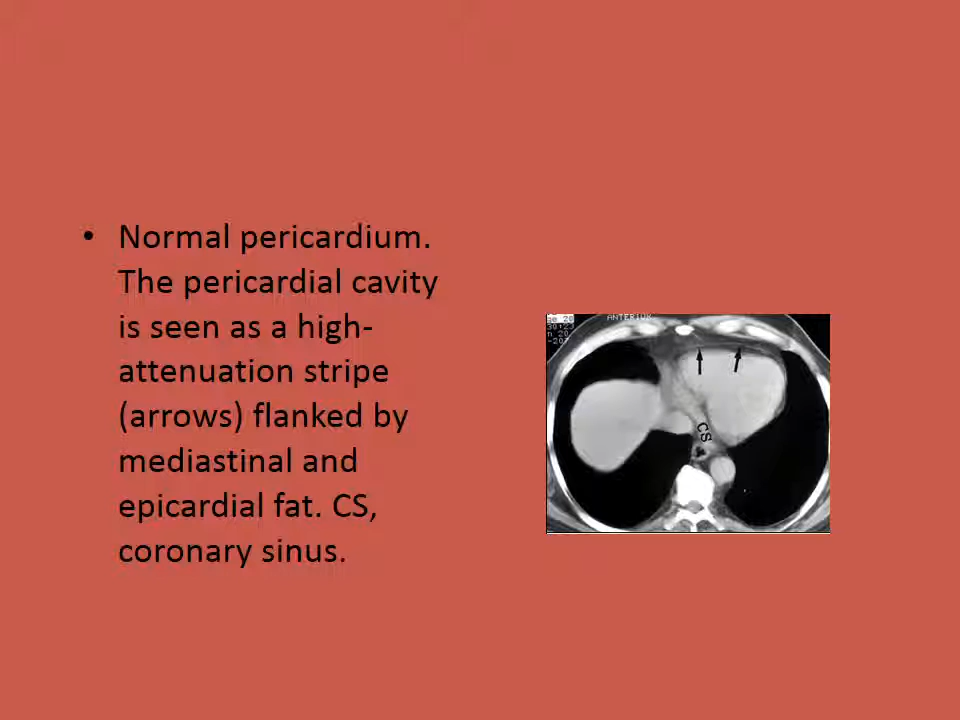 • Normal pericardium.
The pericardial cavity
is seen as a high-
attenuation stripe
(arrows) flanked by
mediastinal and
epicardial fat. CS,
coronary sinus.
ANTERIOR
CS